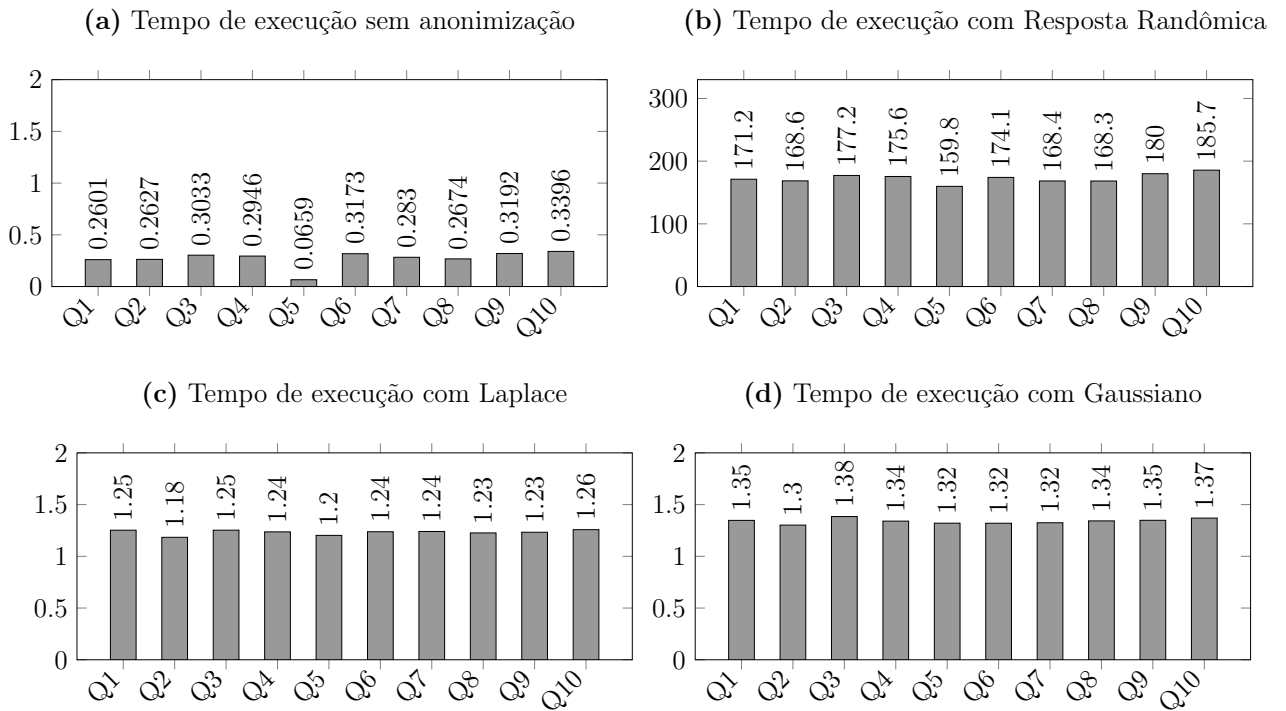 (a) Tempo de execução sem anonimização
2
1.5
1
0.5
0
0.2601
0.2627
0.3033
0.2946
0.0659
0.3173
0.283
0.2674
0.3192
0.3396
Q1
Q2
Q3
Q4
Q5
Q6
Q7
Q8
Q9
Q10
(b) Tempo de execução com Resposta Randômica
300
200
100
0
171.2
168.6
177.2
175.6
159.8
174.1
168.4
168.3
180
185.7
Q1
Q2
Q3
Q4
Q5
Q6
Q7
Q8
Q9
Q10
(c) Tempo de execução com Laplace
2
1.5
1
0.5
0
1.25
1.18
1.25
1.24
1.2
1.24
1.24
1.23
1.23
1.26
Q1
Q2
Q3
Q4
Q5
Q6
Q7
Q8
Q9
Q10
(d) Tempo de execução com Gaussiano
2
1.5
1
0.5
0
1.35
1.3
1.38
1.34
1.32
1.32
1.32
1.34
1.35
1.37
Q1
Q2
Q3
Q4
Q5
Q6
Q7
Q8
Q9
Q10